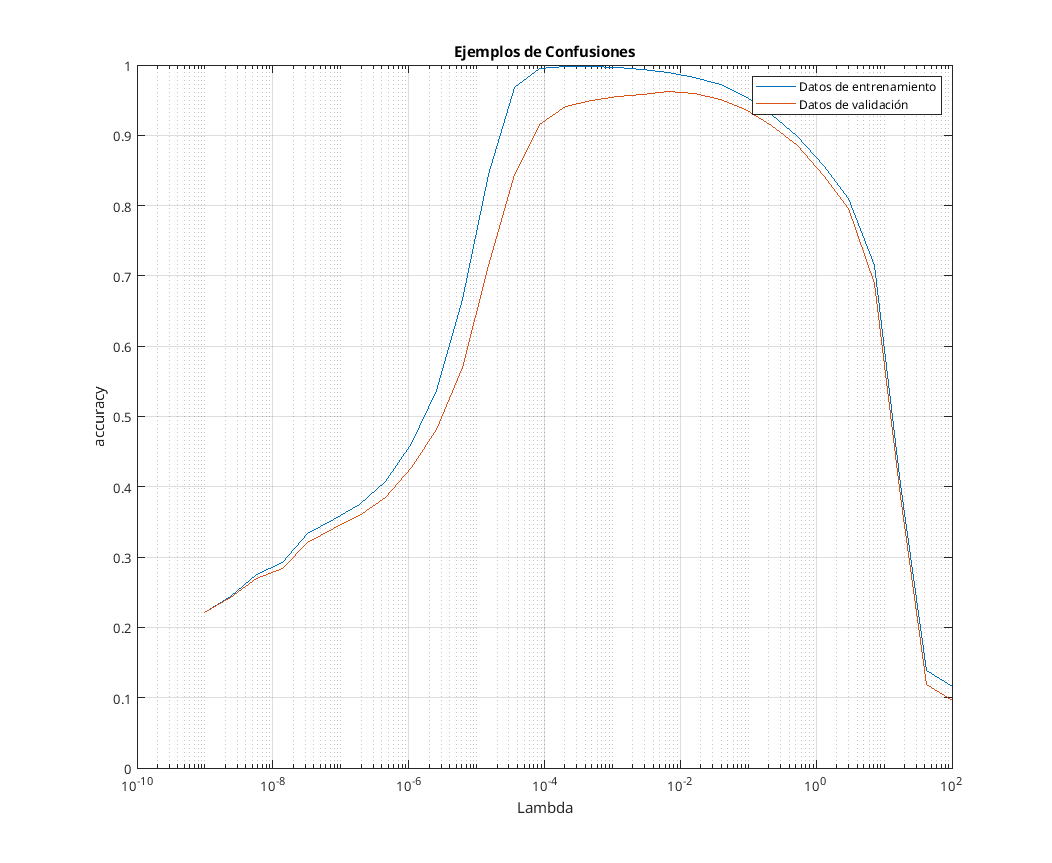 Ejemplos de Confusiones
Datos de entrenamiento
Datos de validación
1
0.9
0.8
0.7
0.6
0.5
0.4
0.3
0.2
0.1
0
accuracy
10^-10 10^-8 10^-6 10^-4 10^-2 10^0 10^2
Lambda